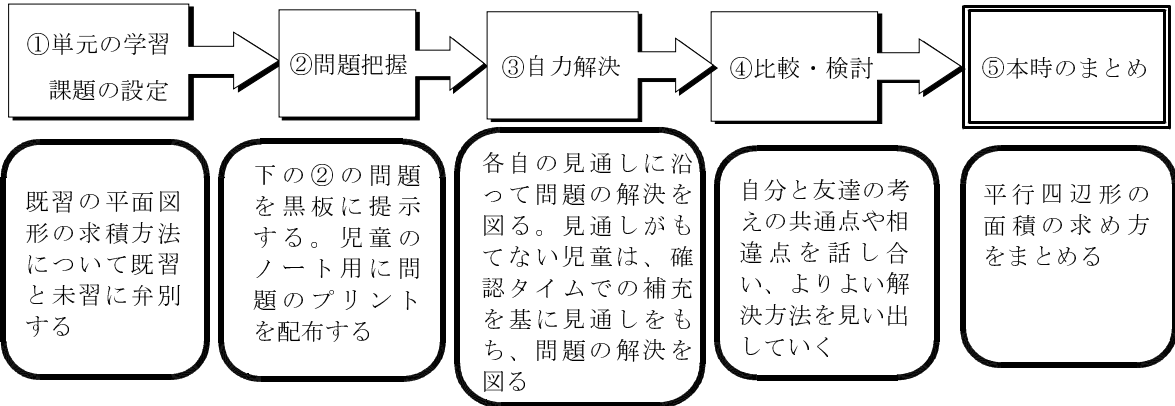 ①単元の学習
課題の設定
②問題把握
③自力解決
④比較・検討
⑤本時のまとめ
既習の平面図
形の求積方法
について既習
と未習に弁別
する
下の②の問題
を黒板に提示
する。児童の
ノート用に問
題のプリント
を配布する
各自の見通しに沿
って問題の解決を
図る。見通しがも
てない児童は、確
認タイムでの補充
を基に見通しをも
ち、問題の解決を
図る
自分と友達の考
えの共通点や相
違点を話し合
い、よりよい解
決方法を見い出
していく
平行四辺形の
面積の求め方
をまとめる